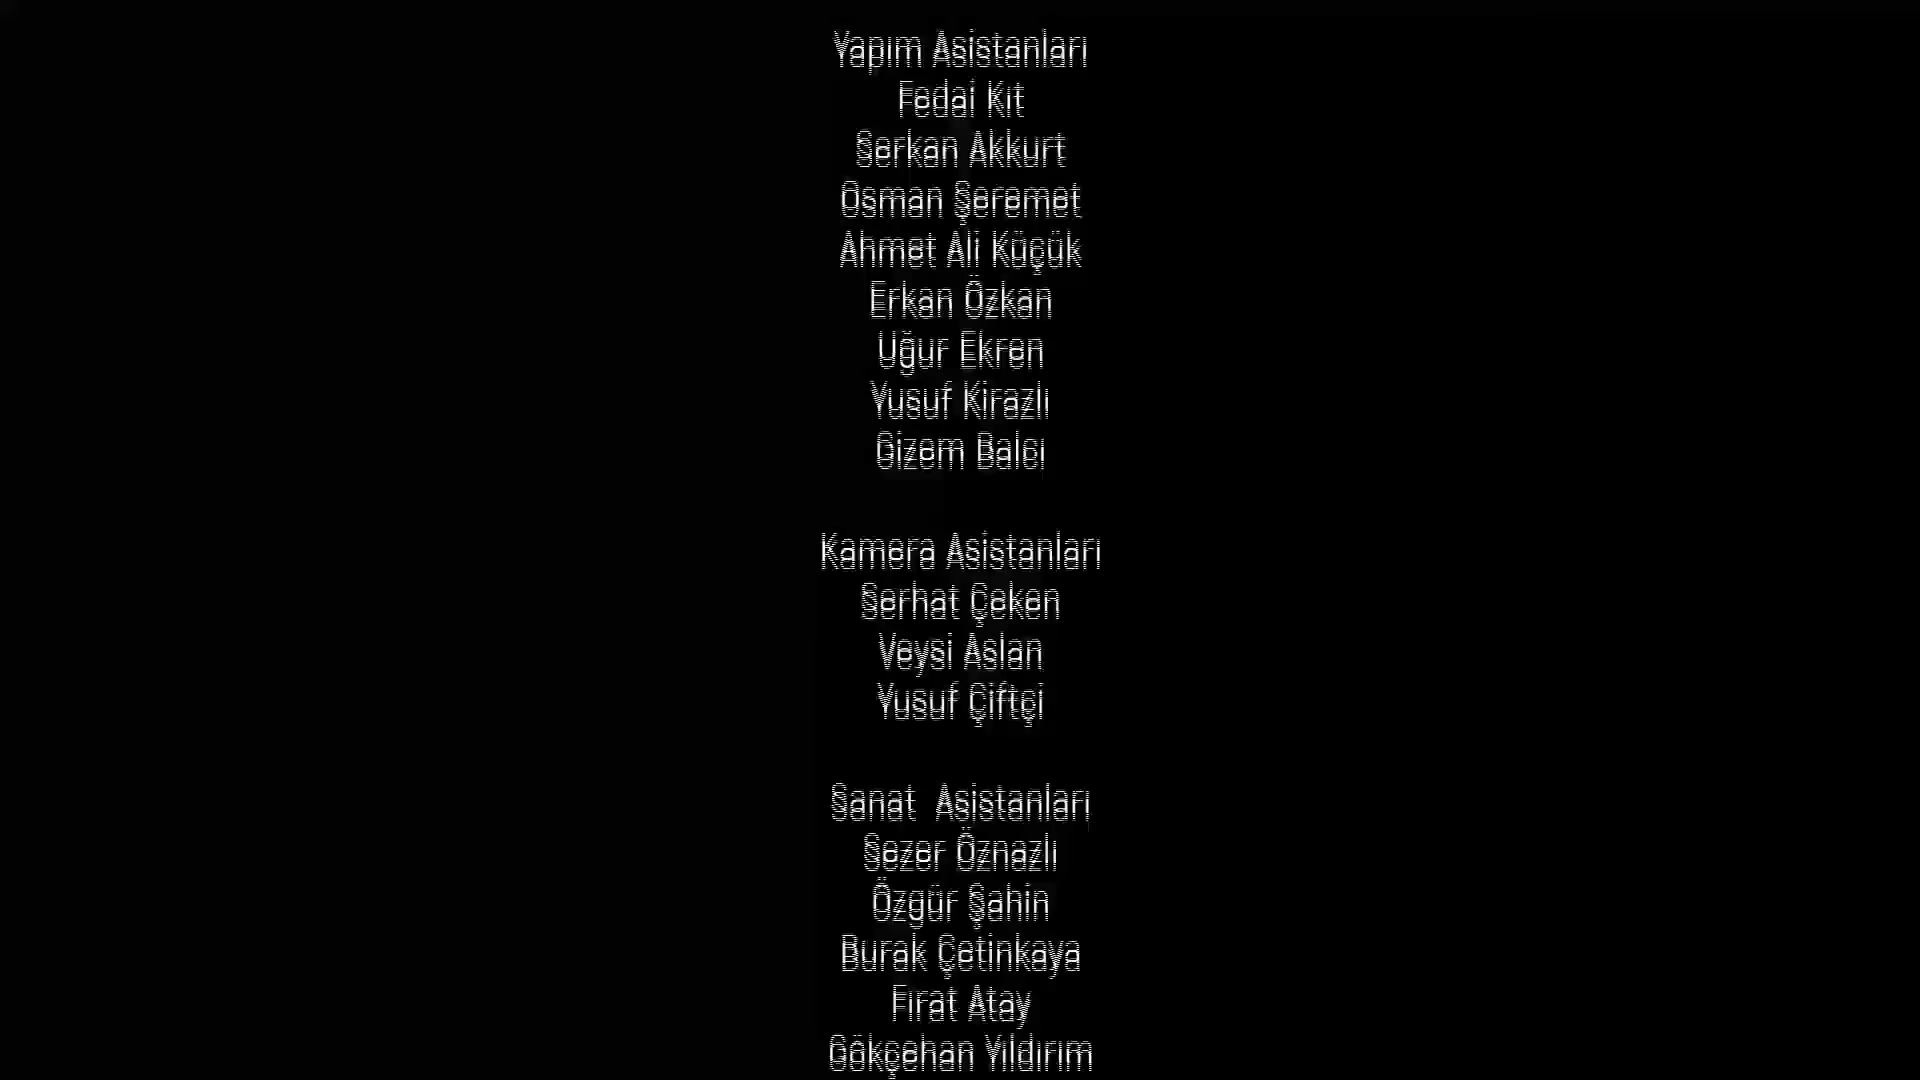 Yapım Asistanları
Fedai Kıt
Serkan Akkurt
Osman Şeremet
Ahmet Ali Küçük
Erkan Özkan
Uğur Ekren
Yusuf Kirazlı
Gizem Balcı
Kamera Asistanları
Serhat Çeken
Veysi Aslan
Yusuf Çiftçi
Sanat Asistanları
Sezer Öznazlı
Özgür Şahin
Burak Çetinkaya
Fırat Atay
Gökçehan Yıldırım